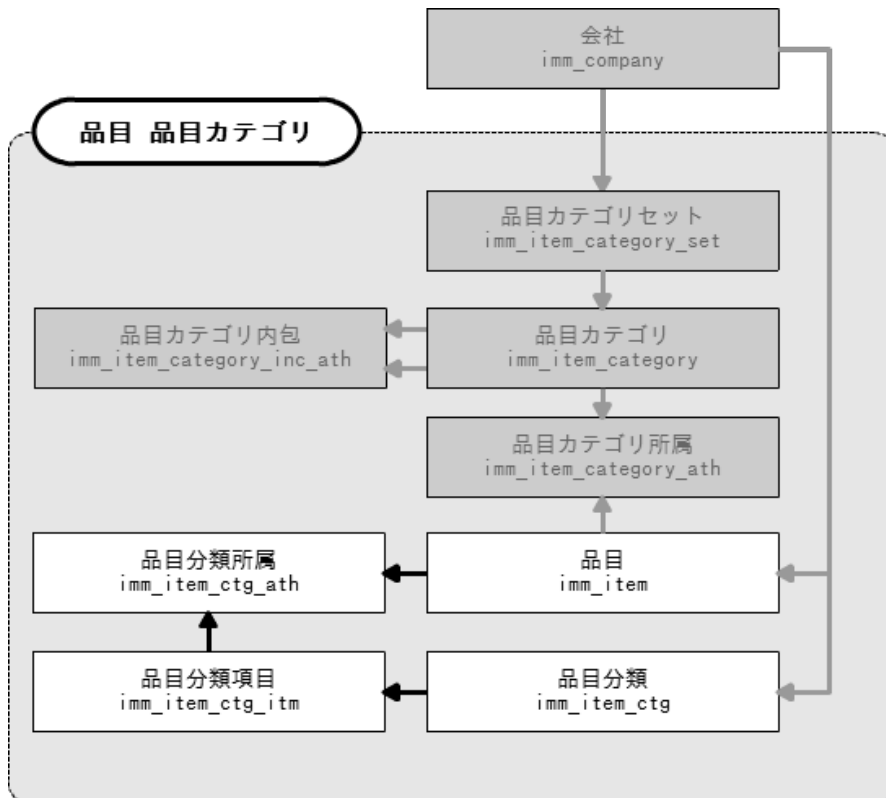 会社
imm_company
品目 品目カテゴリ
品目カテゴリセット
imm_item_category_set
品目カテゴリ内包
imm_item_category_inc_ath
品目カテゴリ
imm_item_category
品目カテゴリ所属
imm_item_category_ath
品目分類所属
imm_item_ctg_ath
品目
imm_item
品目分類項目
imm_item_ctg_itm
品目分類
imm_item_ctg